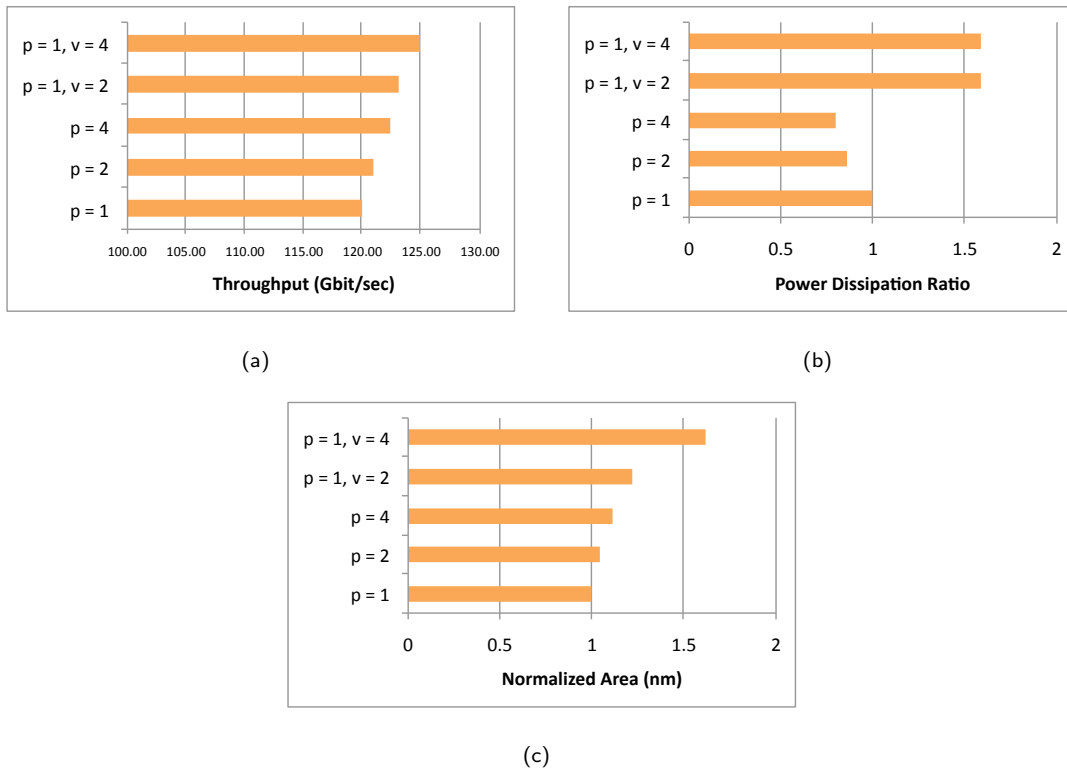 p = 1, v = 4
p = 1, v = 2
p = 4
p = 2
p = 1
100.00 105.00 110.00 115.00 120.00 125.00 130.00
Throughput (Gbit/sec)
(a)
p = 1, v = 4
p = 1, v = 2
p = 4
p = 2
p = 1
0 0.5 1 1.5 2
Power Dissipation Ratio
(b)
p = 1, v = 4
p = 1, v = 2
p = 4
p = 2
p = 1
0 0.5 1 1.5 2
Normalized Area (nm)
(c)